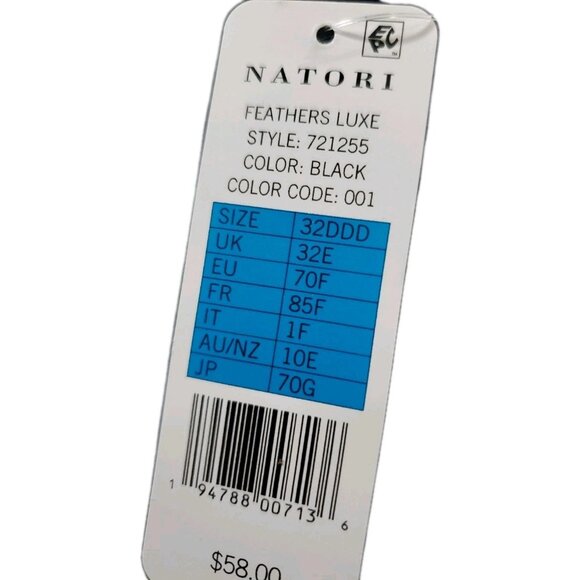 EPC
NATORI
FEATHERS LUXE
STYLE: 721255
COLOR: BLACK
COLOR CODE: 001
SIZE 32DDD
UK 32E
EU 70F
FR 85F
IT 1F
AU/NZ 10E
JP 70G
1 94788 00713 6
$58.00